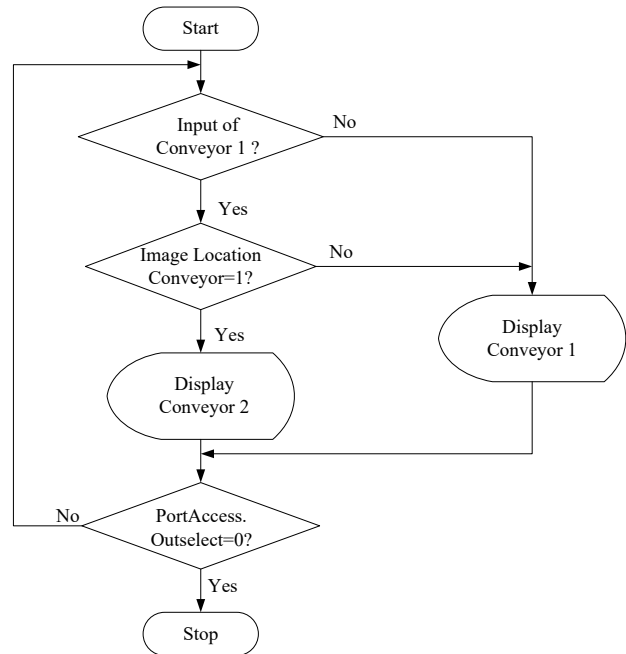 Start
Input of
Conveyor 1 ?
No
Yes
Image Location
Conveyor=1?
No
Yes
Display
Conveyor 1
Display
Conveyor 2
PortAccess.
Outselect=0?
No
Yes
Stop